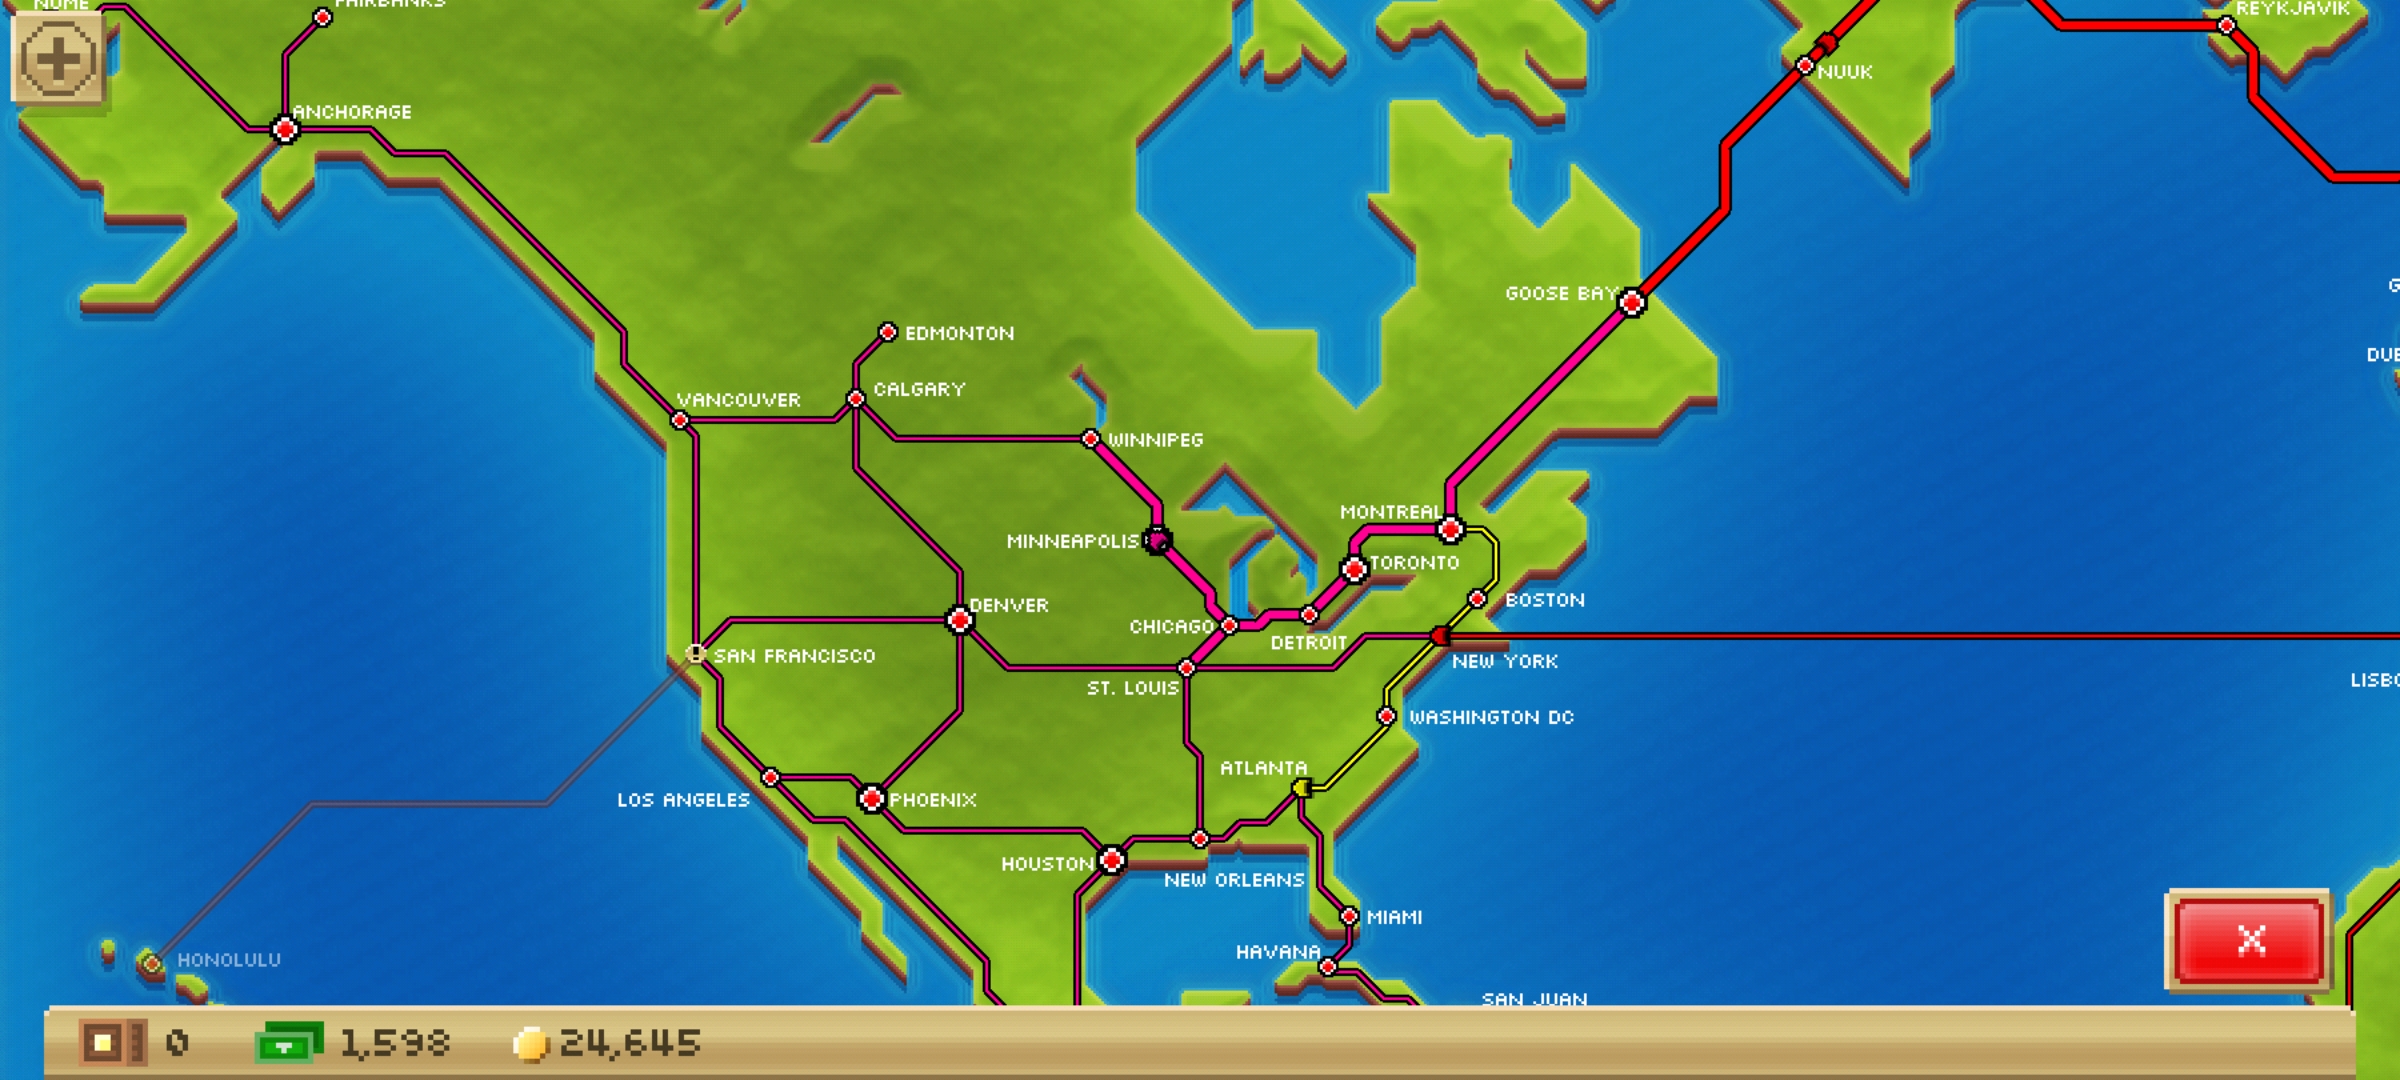 NOME
FAIRBANKS
REYKJAVIK
NUUK
ANCHORAGE
GOOSE BAY
EDMONTON
CALGARY
VANCOUVER
WINNIPEG
MONTREAL
MINNEAPOLIS
TORONTO
BOSTON
DENVER
CHICAGO
DETROIT
SAN FRANCISCO
NEW YORK
ST. LOUIS
WASHINGTON DC
ATLANTA
LOS ANGELES
PHOENIX
HOUSTON
NEW ORLEANS
MIAMI
HAVANA
HONOLULU
SAN JUAN
X
0 1,598 24,645